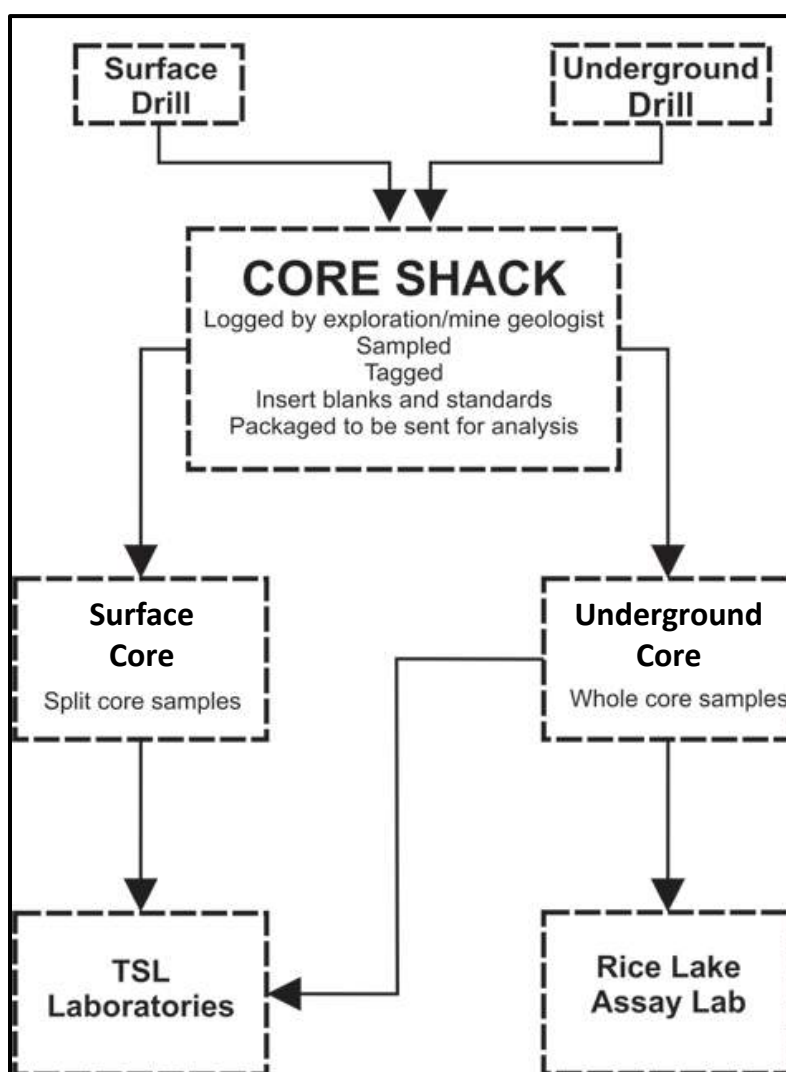 Surface
Drill
Underground
Drill
CORE SHACK
Logged by exploration/mine geologist
Sampled
Tagged
Insert blanks and standards
Packaged to be sent for analysis
Surface
Core
Split core samples
Underground
Core
Whole core samples
TSL
Laboratories
Rice Lake
Assay Lab